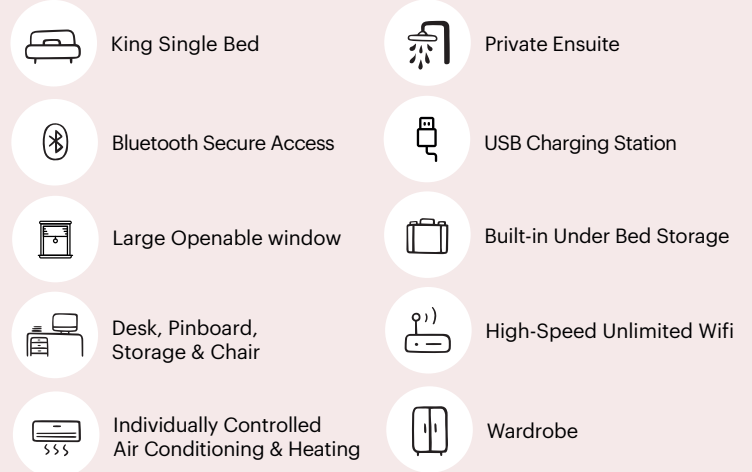 King Single Bed
Private Ensuite
Bluetooth Secure Access
USB Charging Station
Large Openable window
Built-in Under Bed Storage
Desk, Pinboard,
Storage & Chair
High-Speed Unlimited Wifi
Individually Controlled
Air Conditioning & Heating
Wardrobe